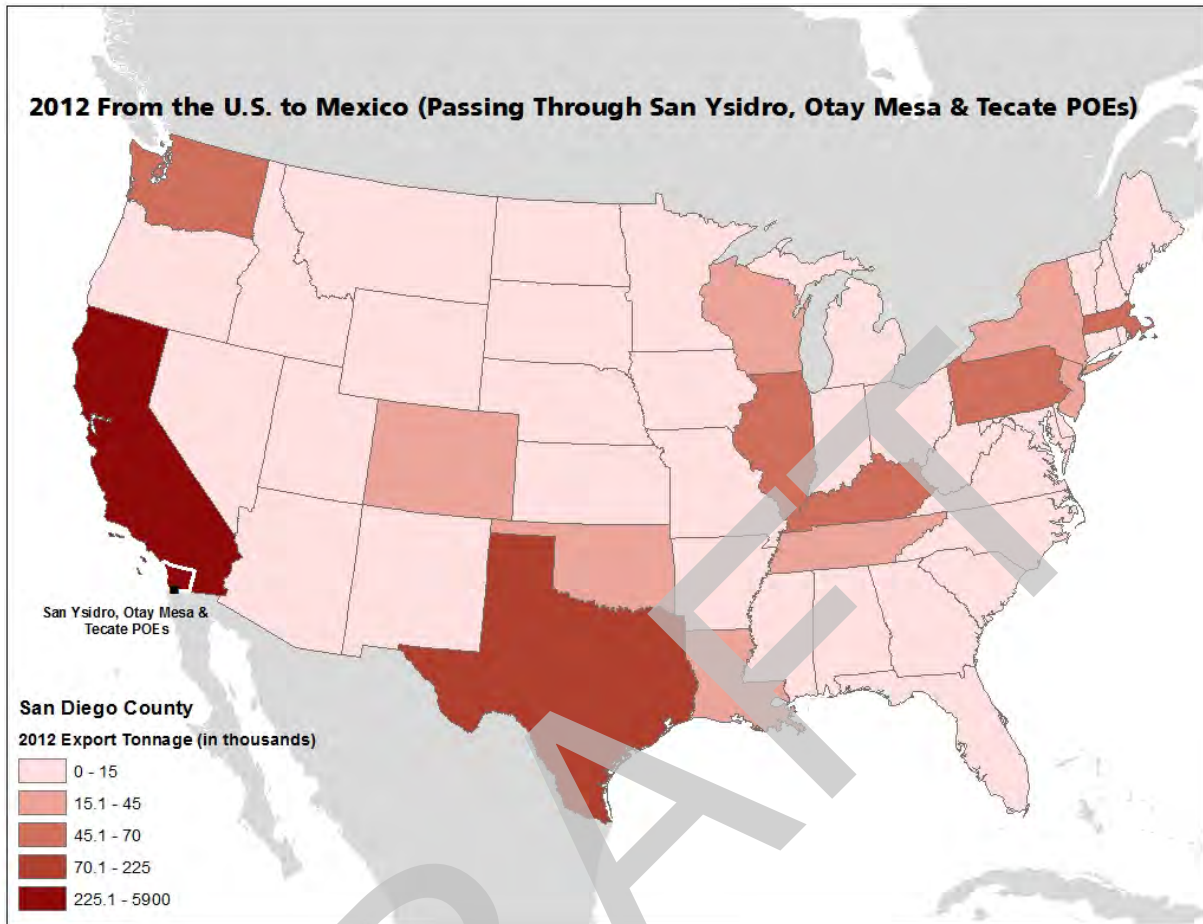 2012 From the U.S. to Mexico (Passing Through San Ysidro, Otay Mesa & Tecate POEs)
San Ysidro, Otay Mesa &
Tecate POEs
San Diego County
2012 Export Tonnage (in thousands)
0 - 15
15.1 - 45
45.1 - 70
70.1 - 225
225.1 - 5900
DRAFT